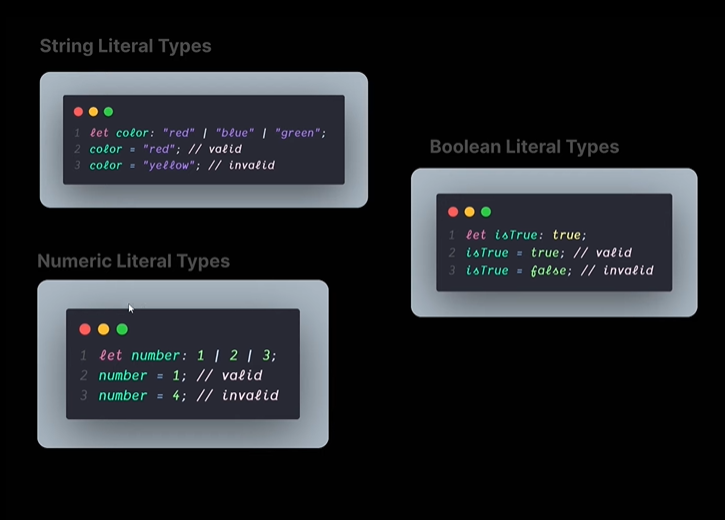 String Literal Types
1 let color: "red" | "blue" | "green";
2 color = "red"; // valid
3 color = "yellow"; // invalid
Numeric Literal Types
1 let number: 1 | 2 | 3;
2 number = 1; // valid
3 number = 4; // invalid
Boolean Literal Types
1 let isTrue: true;
2 isTrue = true; // valid
3 isTrue = false; // invalid